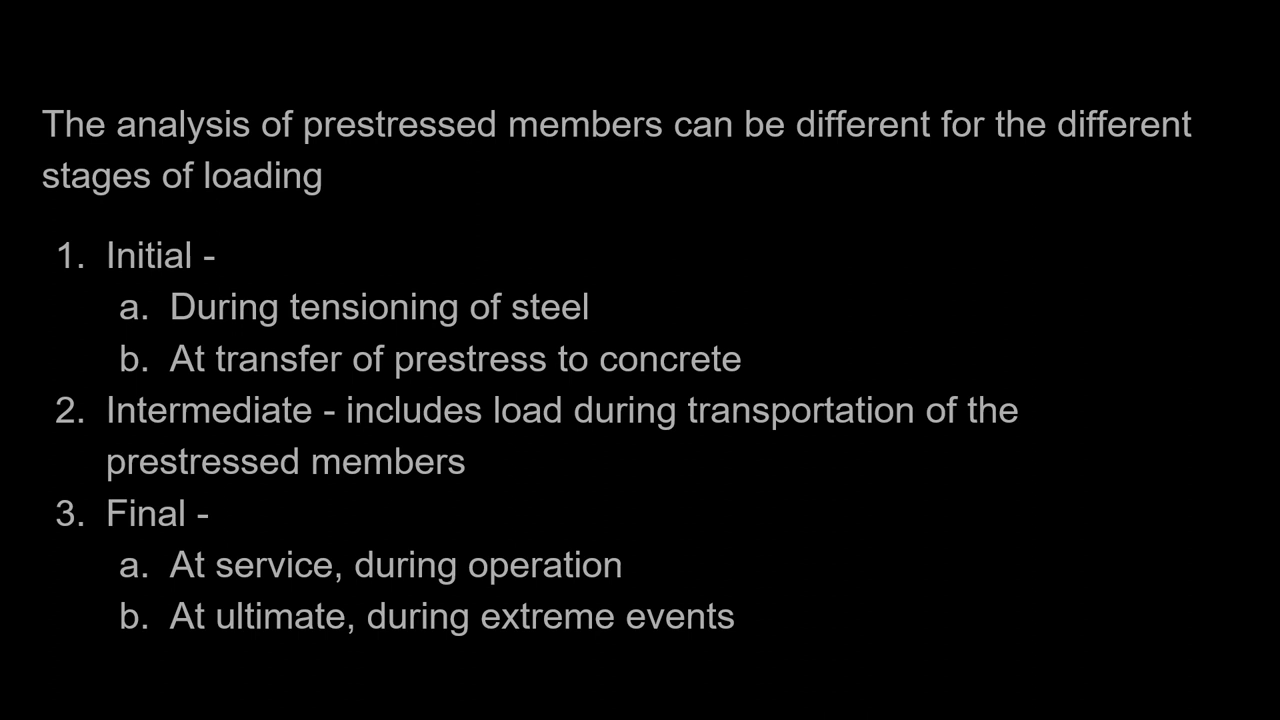 The analysis of prestressed members can be different for the different
stages of loading
1. Initial -
a. During tensioning of steel
b. At transfer of prestress to concrete
2. Intermediate - includes load during transportation of the
prestressed members
3. Final -
a. At service, during operation
b. At ultimate, during extreme events